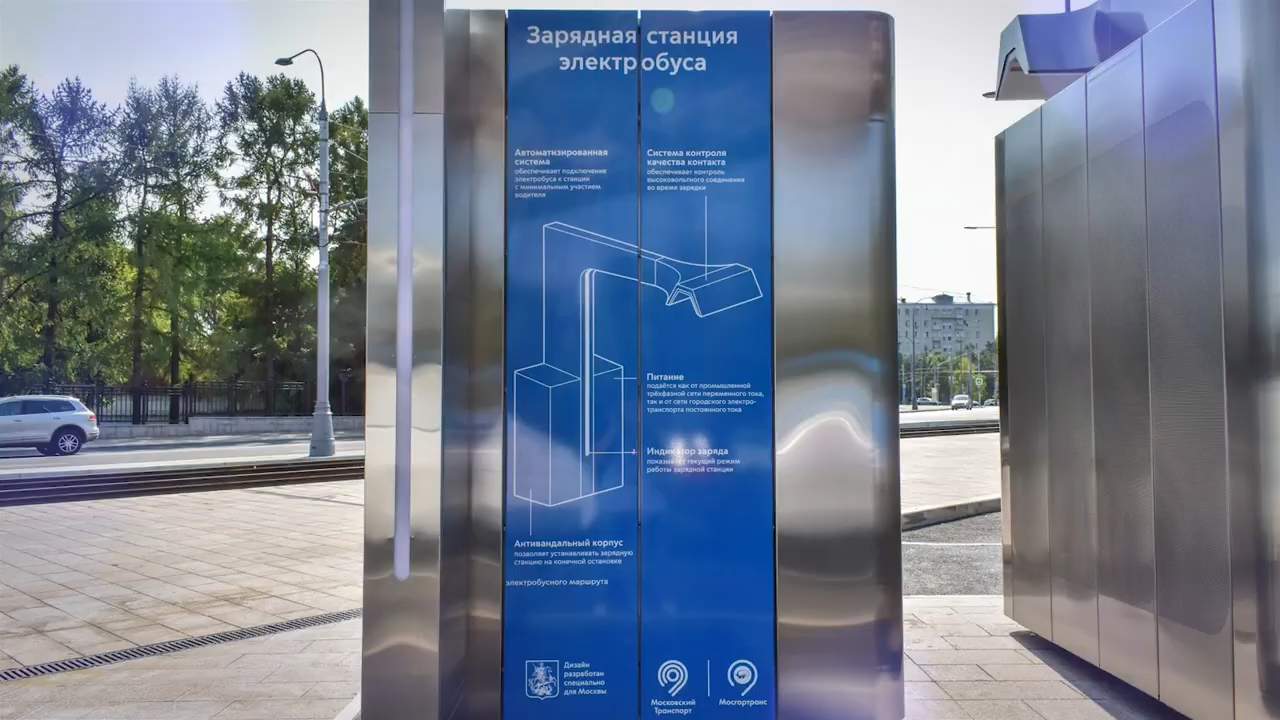 Зарядная станция
электробуса
Автоматизированная
система
обеспечивает подключение
электробуса к станции
с минимальным участием
водителя
Система контроля
качества контакта
обеспечивает контроль
высоковольтного соединения
во время зарядки
Питание
подаётся как от промышленной
трёхфазной сети переменного тока,
так и от сети городского электро-
транспорта постоянного тока
Индикатор заряда
показывает текущий режим
работы зарядной станции
Антивандальный корпус
позволяет устанавливать зарядную
станцию на конечной остановке
электробусного маршрута
Дизайн
разработан
специально
для Москвы
Московский
Транспорт
Мосгортранс